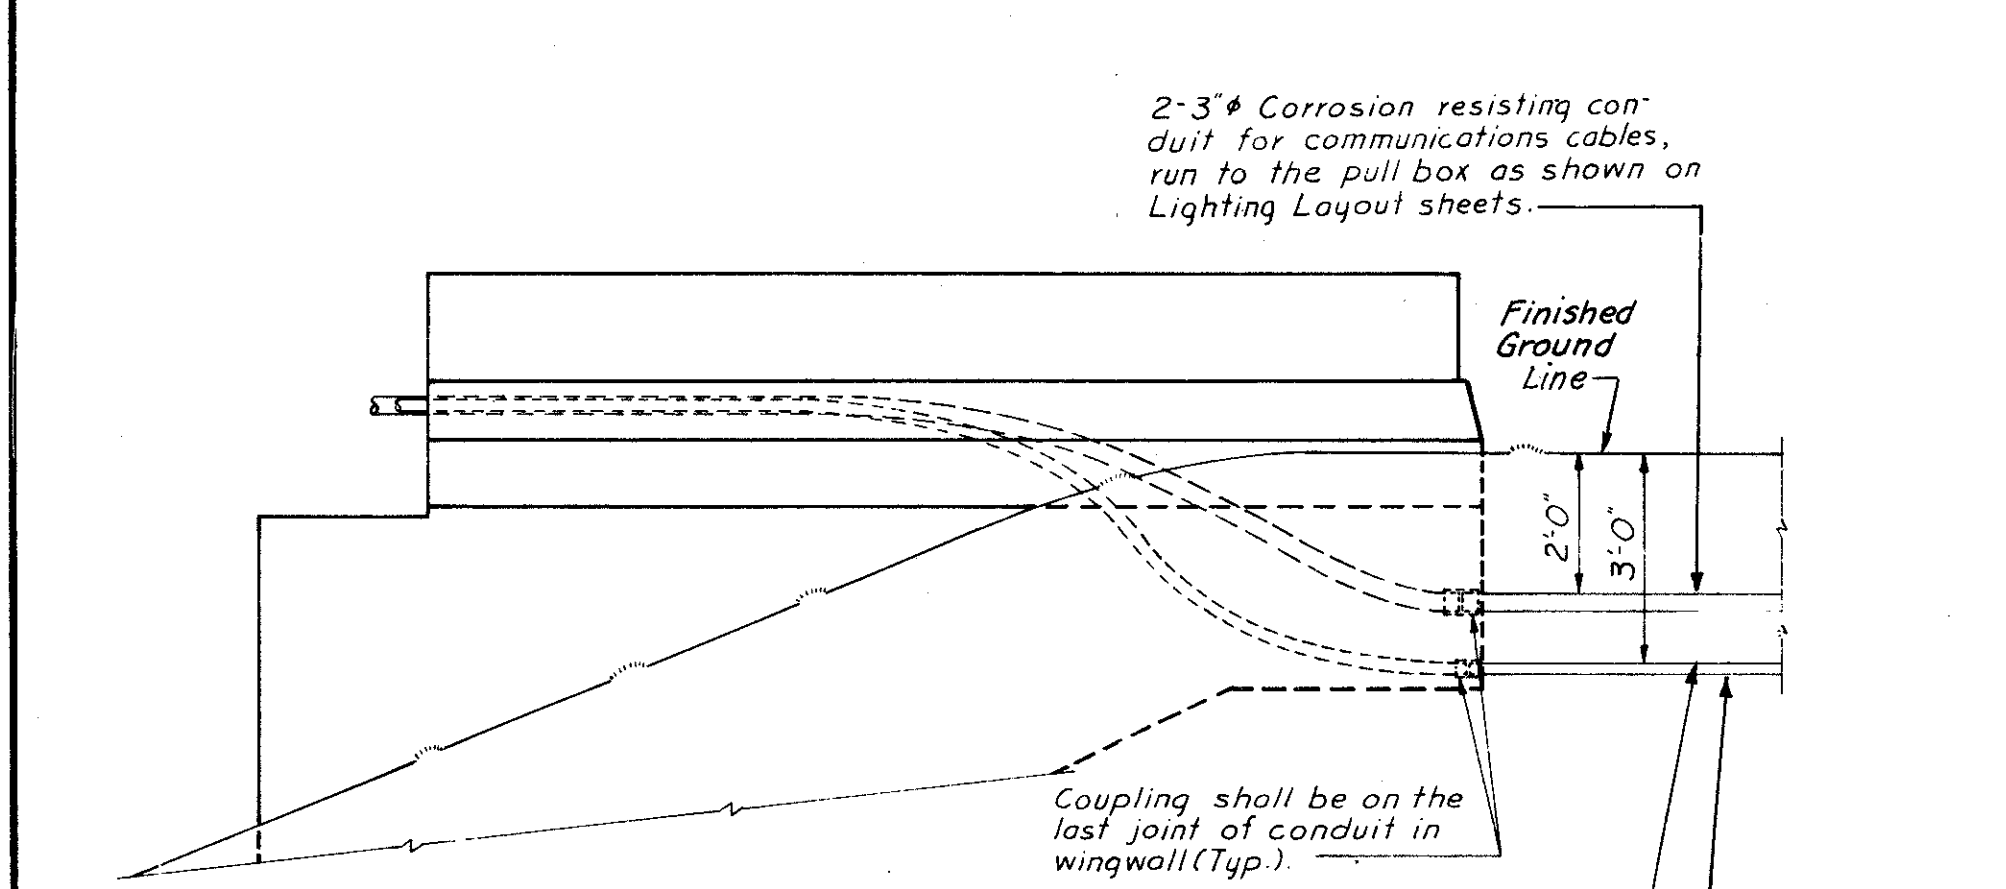 2-3"ϕ Corrosion resisting con-
duit for communications cables,
run to the pull box as shown on
Lighting Layout sheets.
Finished
Ground
Line
2'-0"
3'-0"
Coupling shall be on the
last joint of conduit in
wingwall (Typ.).